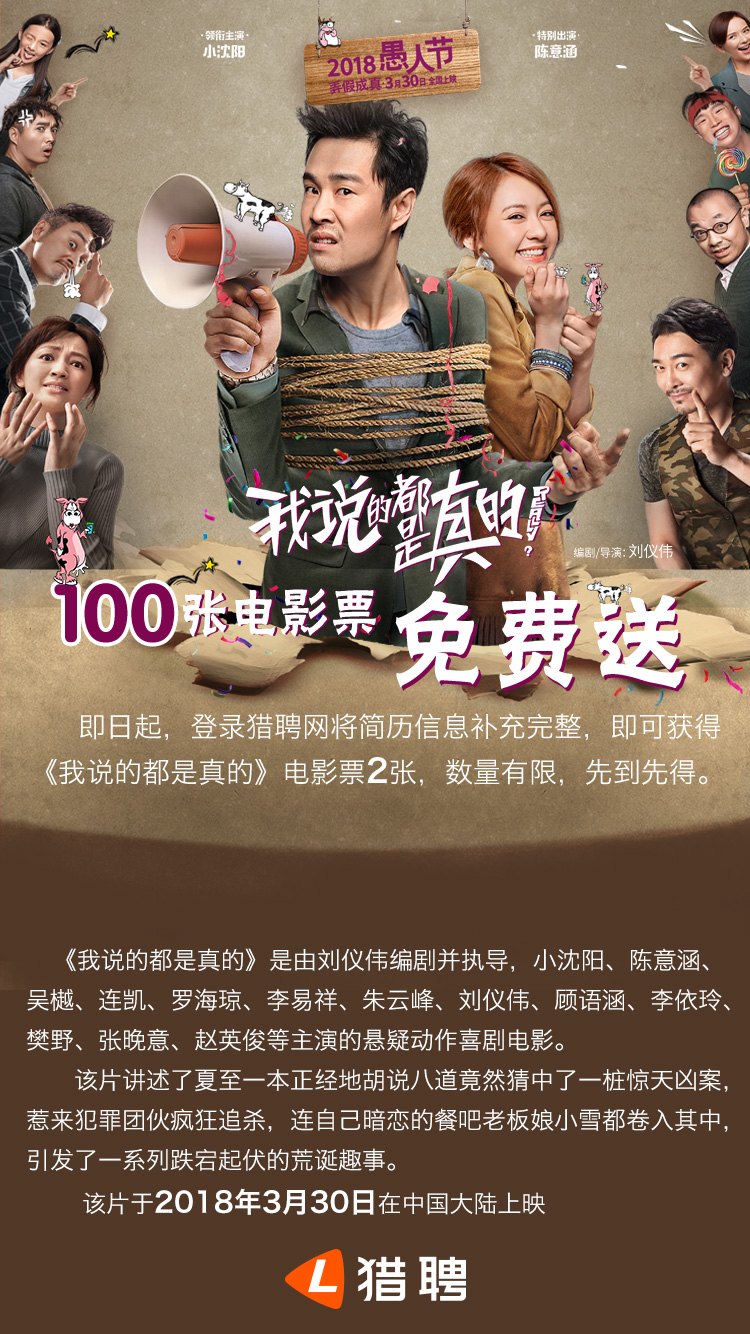 ·领衔主演·
小沈阳
2018愚人节
弄假成真·3月30日全国上映
·特别出演·
陈意涵
我说的都是真的
REALLY?
编剧/导演: 刘仪伟
100张电影票 免费送
即日起，登录猎聘网将简历信息补充完整，即可获得
《我说的都是真的》电影票2张，数量有限，先到先得。
《我说的都是真的》是由刘仪伟编剧并执导，小沈阳、陈意涵、
吴樾、连凯、罗海琼、李易祥、朱云峰、刘仪伟、顾语涵、李依玲、
樊野、张晚意、赵英俊等主演的悬疑动作喜剧电影。
该片讲述了夏至一本正经地胡说八道竟然猜中了一桩惊天凶案，
惹来犯罪团伙疯狂追杀，连自己暗恋的餐吧老板娘小雪都卷入其中，
引发了一系列跌宕起伏的荒诞趣事。
该片于2018年3月30日在中国大陆上映
L 猎聘